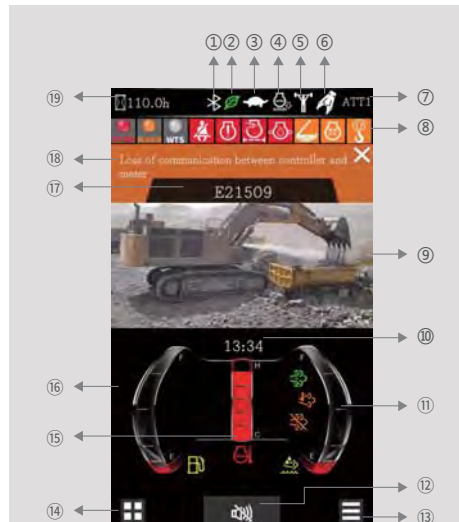 ①②③④⑤⑥
⑲ 110.0h ATT1 ⑦
WTS ⑧
⑱ Loss of communication between controller and
meter
⑰ E21509
⑨
13:34 ⑩
F H F
⑯ ⑪
⑮ E C E
⑫
⑭ ⑬